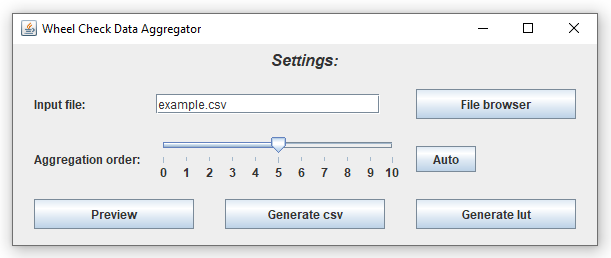 Wheel Check Data Aggregator
Settings:
Input file: example.csv File browser
Aggregation order: Auto
0 1 2 3 4 5 6 7 8 9 10
Preview Generate csv Generate lut